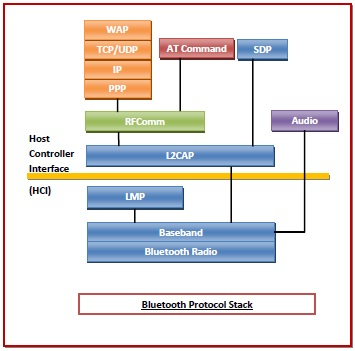 WAP
TCP/UDP
IP
PPP
AT Command
SDP
RFComm
Audio
Host
Controller
Interface
(HCI)
L2CAP
LMP
Baseband
Bluetooth Radio
Bluetooth Protocol Stack